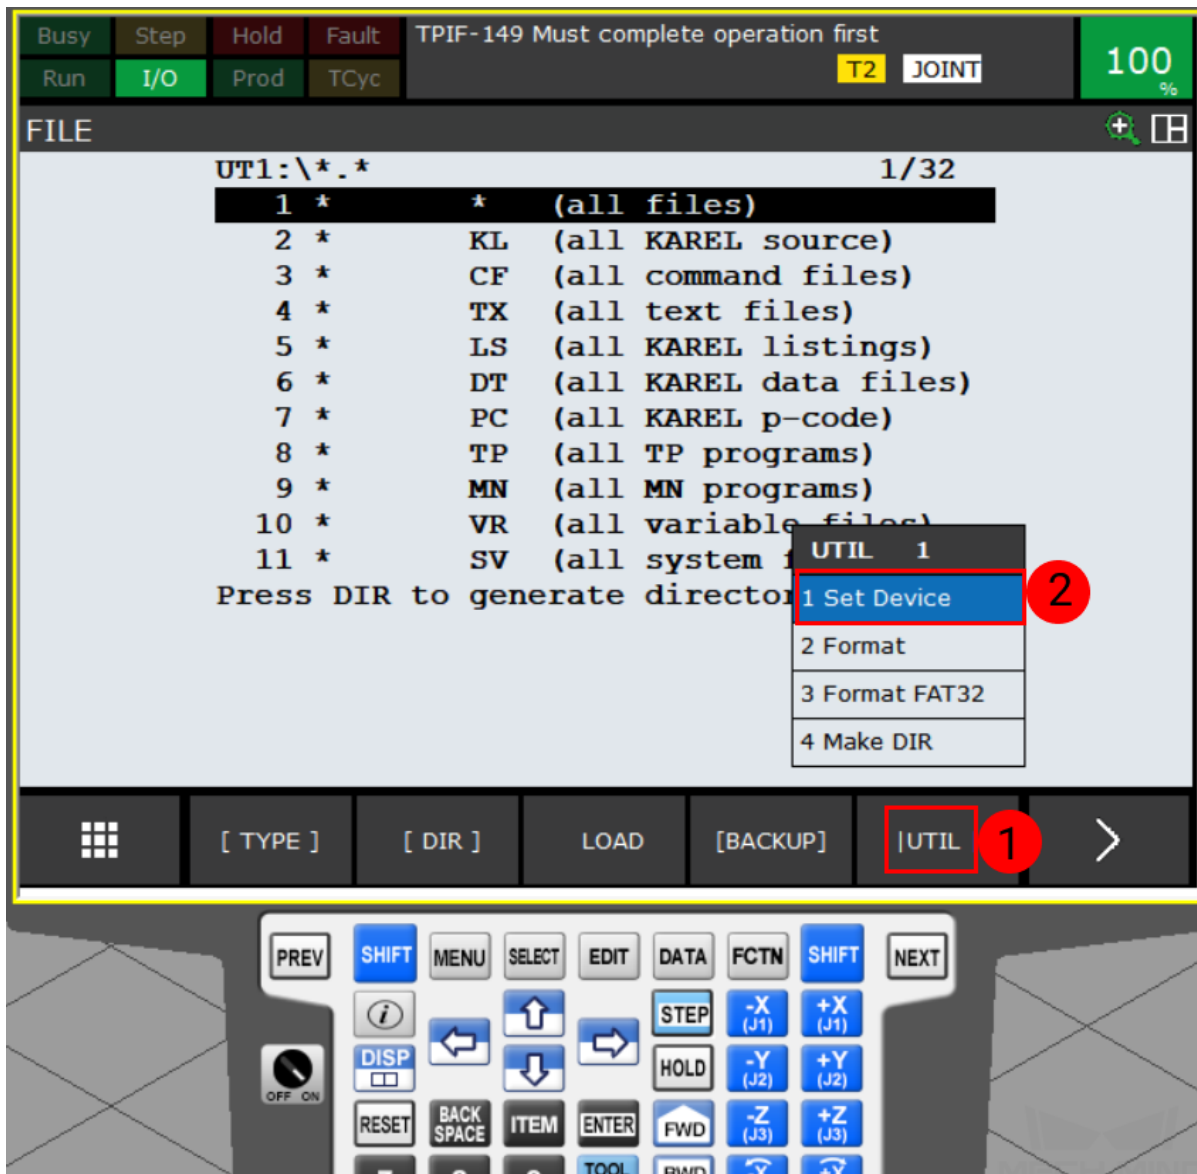 Busy Step Hold Fault TPIF-149 Must complete operation first
Run I/O Prod TCyc T2 JOINT 100 %
FILE
UT1:\*.* 1/32
1 * * (all files)
2 * KL (all KAREL source)
3 * CF (all command files)
4 * TX (all text files)
5 * LS (all KAREL listings)
6 * DT (all KAREL data files)
7 * PC (all KAREL p-code)
8 * TP (all TP programs)
9 * MN (all MN programs)
10 * VR (all variable files)
11 * SV (all system f
Press DIR to generate director
UTIL 1
1 Set Device 2
2 Format
3 Format FAT32
4 Make DIR
[ TYPE ] [ DIR ] LOAD [BACKUP] |UTIL 1 >
PREV SHIFT MENU SELECT EDIT DATA FCTN SHIFT NEXT
i STEP -X (J1) +X (J1)
DISP HOLD -Y (J2) +Y (J2)
OFF ON
RESET BACK SPACE ITEM ENTER FWD -Z (J3) +Z (J3)
TOOL BWD -X +X